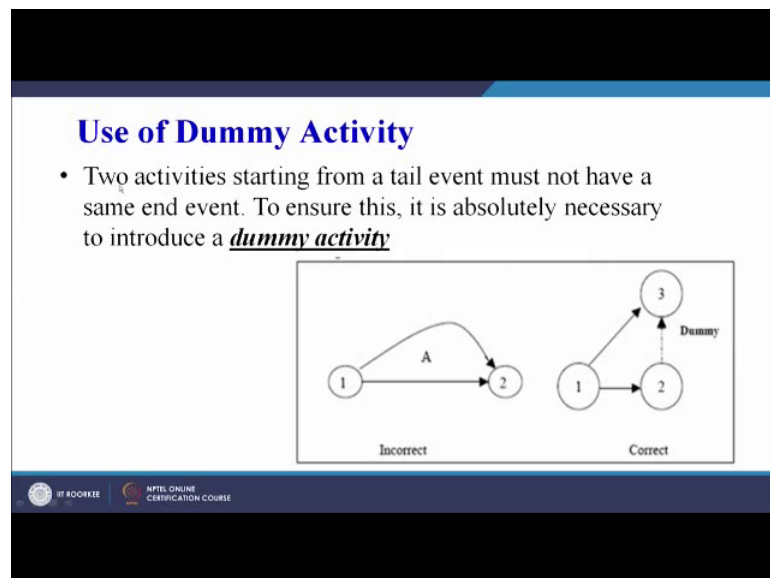 Use of Dummy Activity
• Two activities starting from a tail event must not have a
same end event. To ensure this, it is absolutely necessary
to introduce a dummy activity
3
Dummy
A
1
2
1
2
Incorrect
Correct
IIT ROORKEE
NPTEL ONLINE
CERTIFICATION COURSE